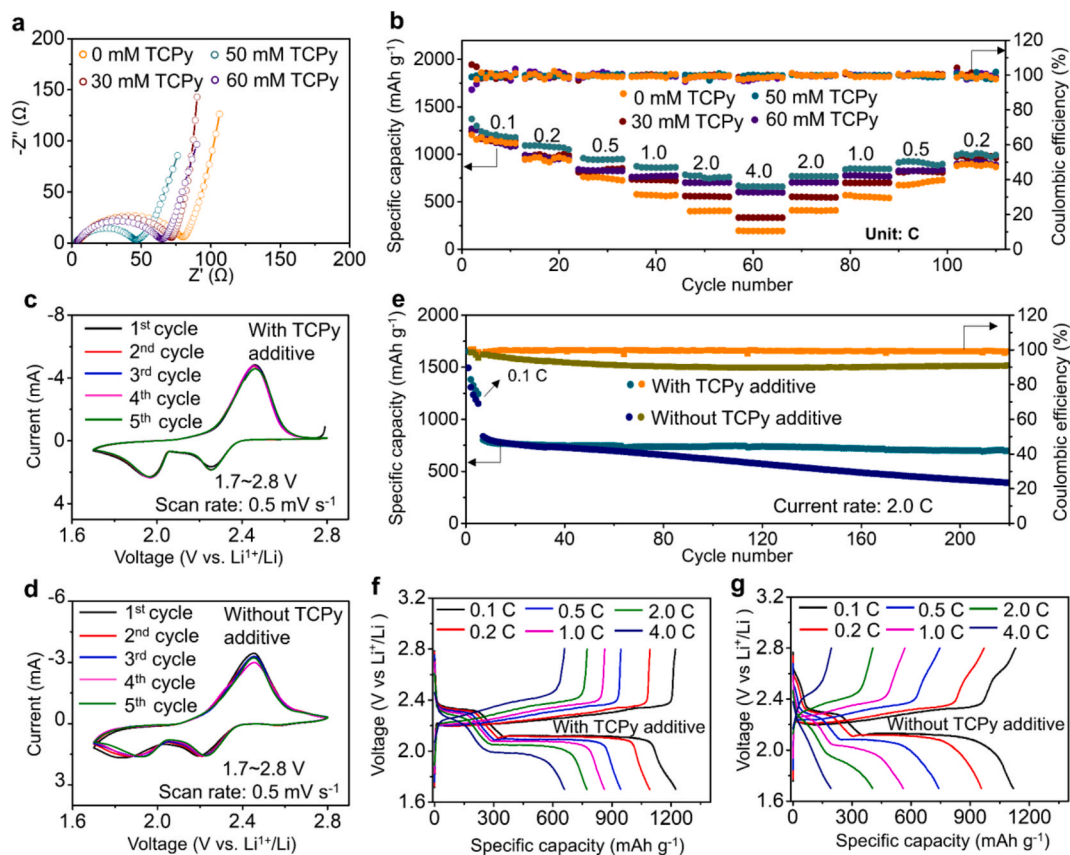 a
200
150
100
50
0
-Z″ (Ω)
0 mM TCPy
50 mM TCPy
30 mM TCPy
60 mM TCPy
0 50 100 150 200
Z' (Ω)
b
2000
1750
1500
1250
1000
750
500
250
0
Specific capacity (mAh g⁻¹)
120
100
80
60
40
20
0
Coulombic efficiency (%)
0 mM TCPy
50 mM TCPy
30 mM TCPy
60 mM TCPy
0.1 0.2 0.5 1.0 2.0 4.0 2.0 1.0 0.5 0.2
Unit: C
0 20 40 60 80 100
Cycle number
c
-8
-4
0
4
Current (mA)
1ˢᵗ cycle
2ⁿᵈ cycle
3ʳᵈ cycle
4ᵗʰ cycle
5ᵗʰ cycle
With TCPy
additive
1.7~2.8 V
Scan rate: 0.5 mV s⁻¹
1.6 2.0 2.4 2.8
Voltage (V vs. Li¹⁺/Li)
e
2000
1500
1000
500
0
Specific capacity (mAh g⁻¹)
120
100
80
60
40
20
0
Coulombic efficiency (%)
0.1 C
With TCPy additive
Without TCPy additive
Current rate: 2.0 C
0 40 80 120 160 200
Cycle number
d
-6
-3
0
3
Current (mA)
1ˢᵗ cycle
2ⁿᵈ cycle
3ʳᵈ cycle
4ᵗʰ cycle
5ᵗʰ cycle
Without TCPy
additive
1.7~2.8 V
Scan rate: 0.5 mV s⁻¹
1.6 2.0 2.4 2.8
Voltage (V vs. Li¹⁺/Li)
f
3.2
2.8
2.4
2.0
1.6
Voltage (V vs Li⁺/Li)
0.1 C 0.5 C 2.0 C
0.2 C 1.0 C 4.0 C
With TCPy additive
0 300 600 900 1200
Specific capacity (mAh g⁻¹)
g
3.2
2.8
2.4
2.0
1.6
Voltage (V vs Li⁺/Li)
0.1 C 0.5 C 2.0 C
0.2 C 1.0 C 4.0 C
Without TCPy additive
0 300 600 900 1200
Specific capacity (mAh g⁻¹)